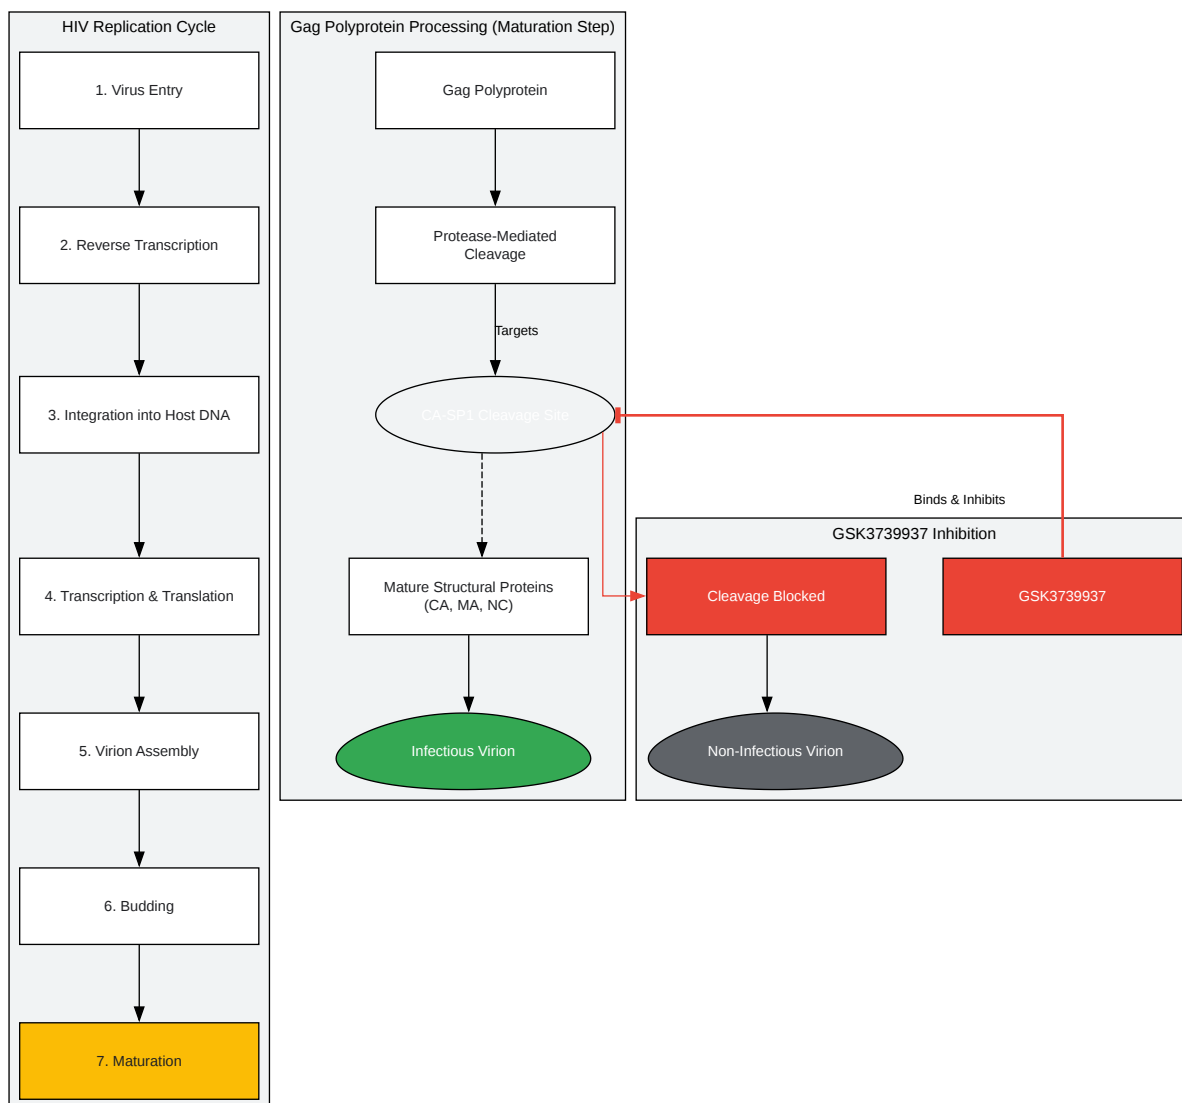 HIV Replication Cycle
1. Virus Entry
2. Reverse Transcription
3. Integration into Host DNA
4. Transcription & Translation
5. Virion Assembly
6. Budding
7. Maturation
Gag Polyprotein Processing (Maturation Step)
Gag Polyprotein
Protease-Mediated
Cleavage
Targets
CA-SP1 Cleavage Site
Mature Structural Proteins
(CA, MA, NC)
Infectious Virion
Binds & Inhibits
GSK3739937 Inhibition
Cleavage Blocked
GSK3739937
Non-Infectious Virion